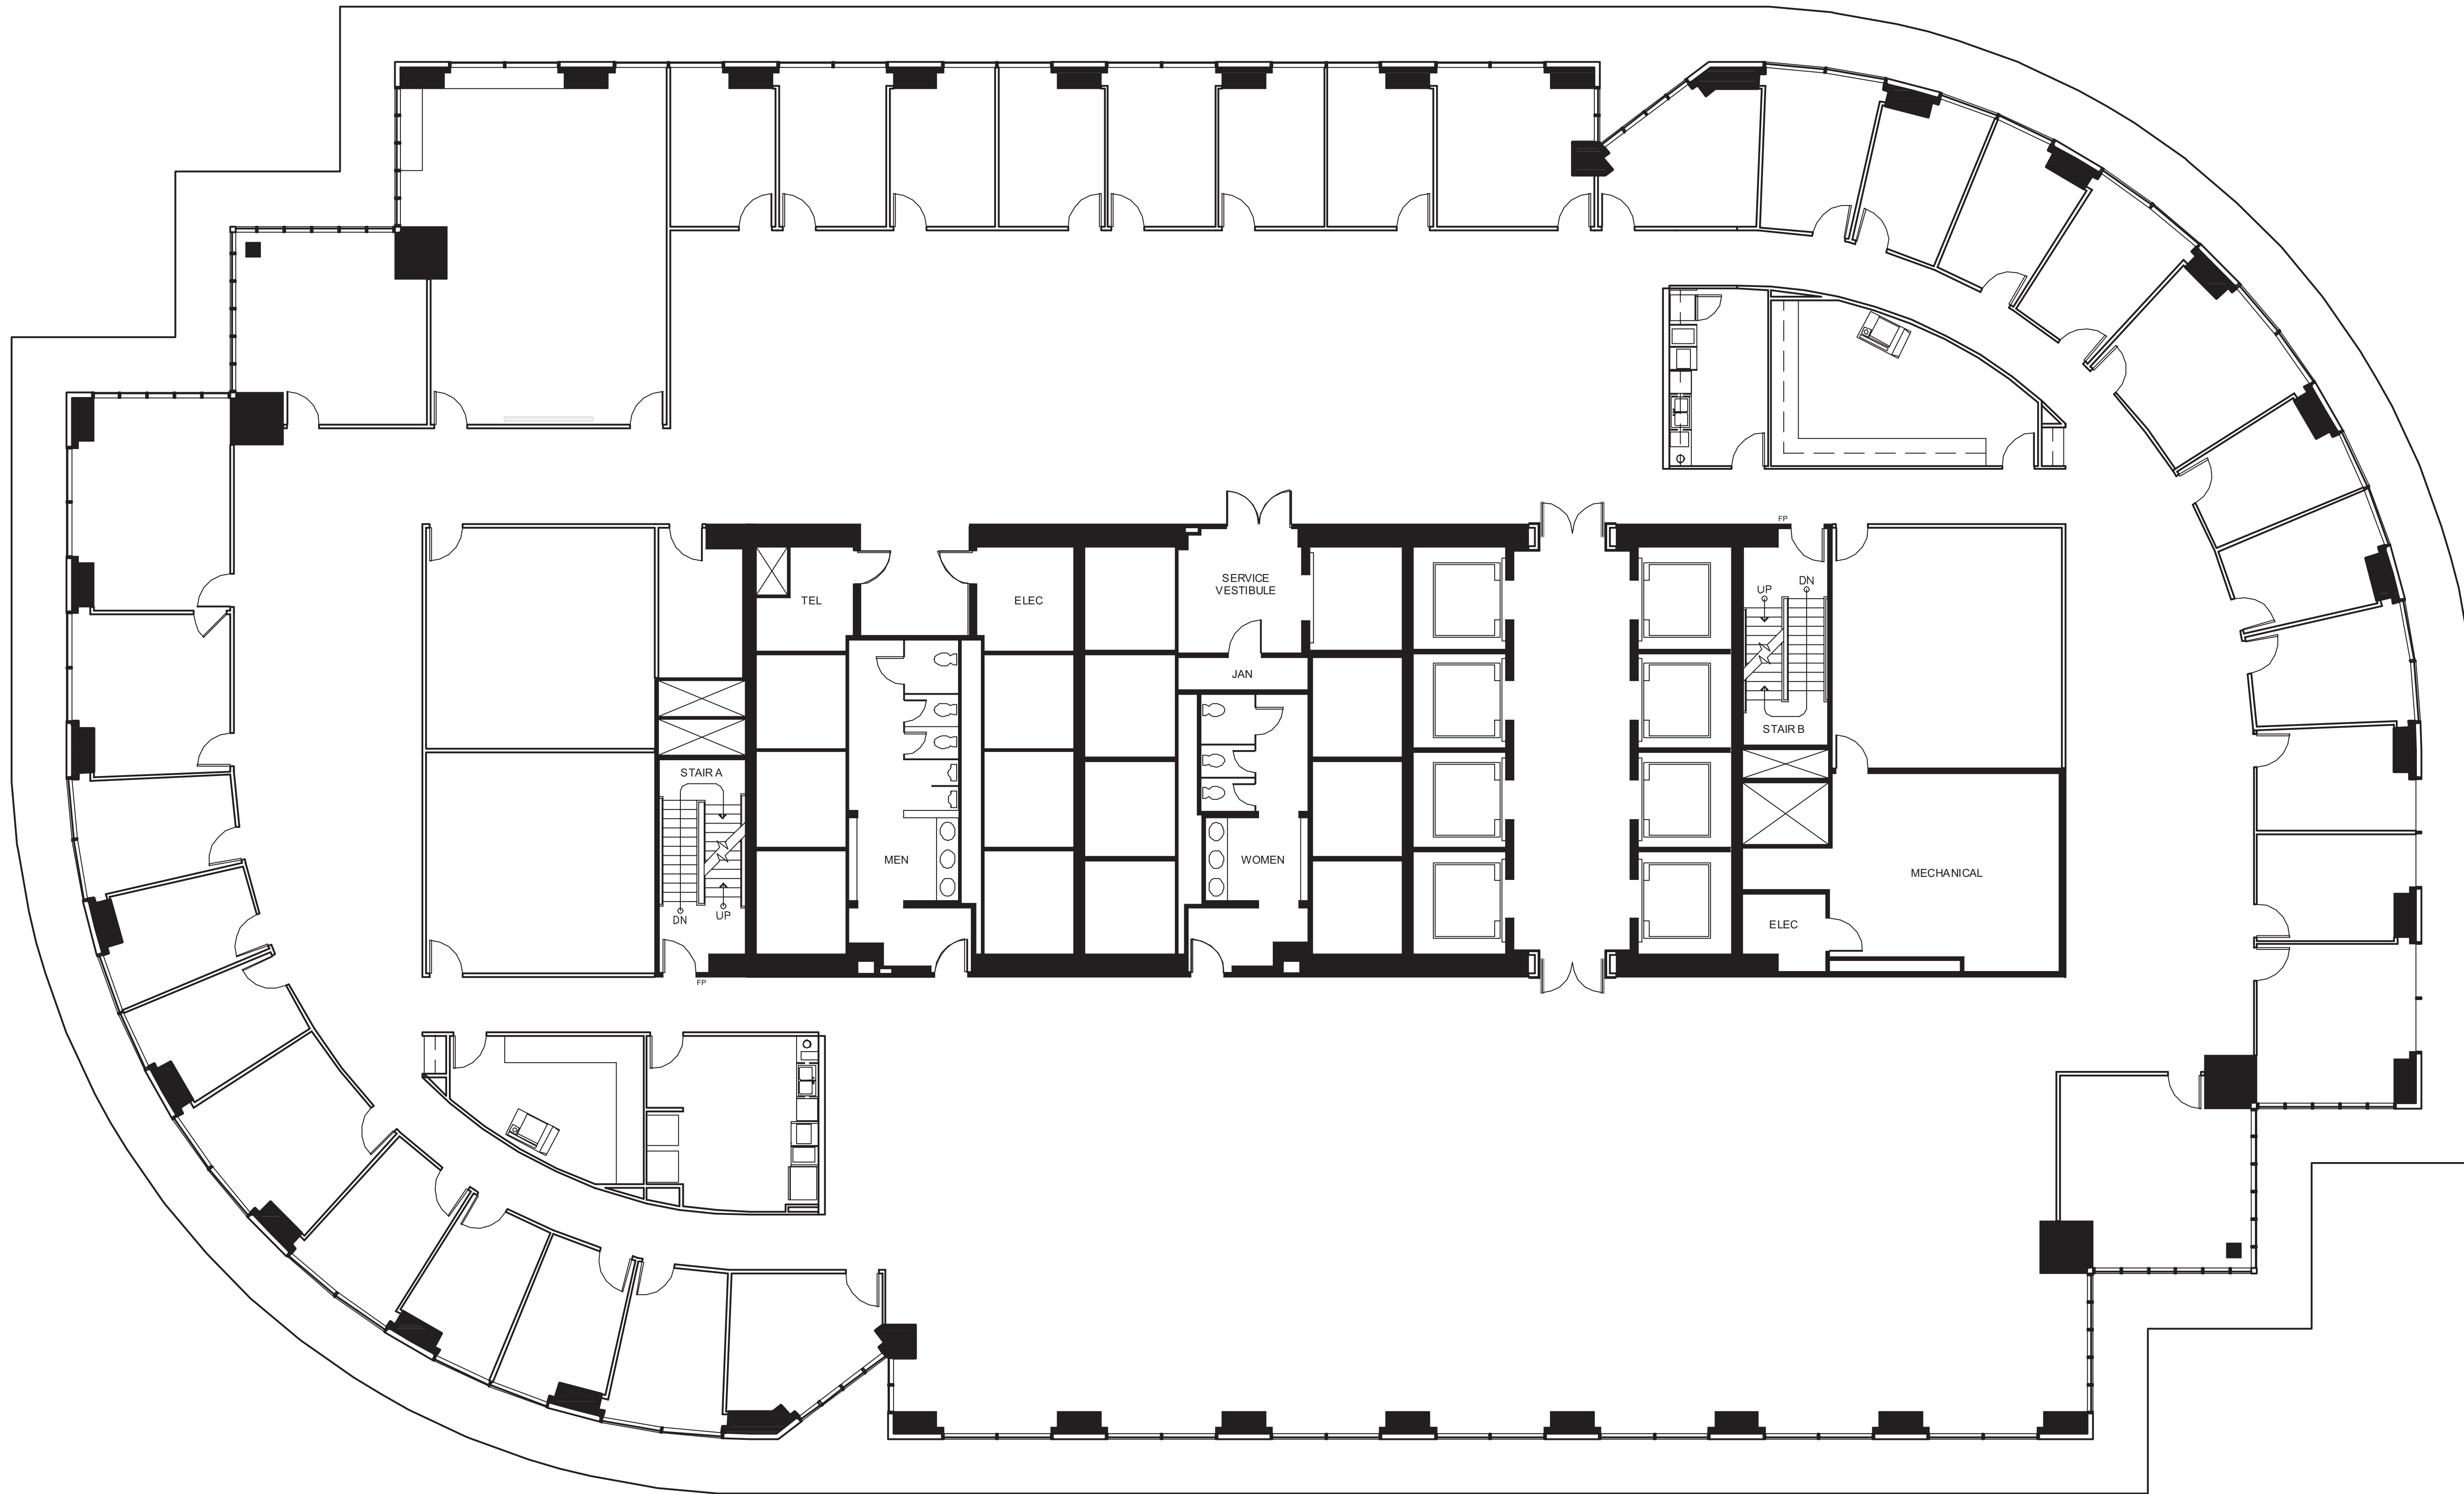 FP
SERVICE
VESTIBULE
TEL
ELEC
UP
DN
JAN
STAIR B
STAIR A
MEN
WOMEN
MECHANICAL
DN
UP
ELEC
FP